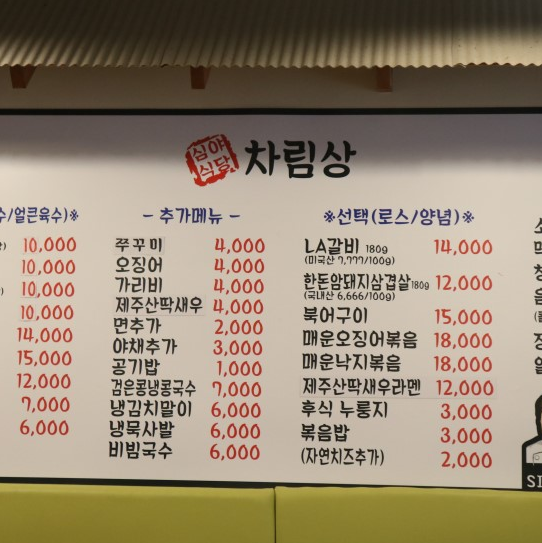 심야식당 차림상
수/얼큰육수)※
10,000
10,000
10,000
10,000
14,000
15,000
12,000
7,000
6,000
- 추가메뉴 -
쭈꾸미 4,000
오징어 4,000
가리비 4,000
제주산딱새우 4,000
면추가 2,000
야채추가 3,000
공기밥 1,000
검은콩냉콩국수 7,000
냉김치말이 6,000
냉묵사발 6,000
비빔국수 6,000
※선택(로스/양념)※
LA갈비 180g 14,000
(미국산 7,777/100g)
한돈암돼지삼겹살 180g 12,000
(국내산 6,666/100g)
북어구이 15,000
매운오징어볶음 18,000
매운낙지볶음 18,000
제주산딱새우라멘 12,000
후식 누룽지 3,000
볶음밥 3,000
(자연치즈추가) 2,000